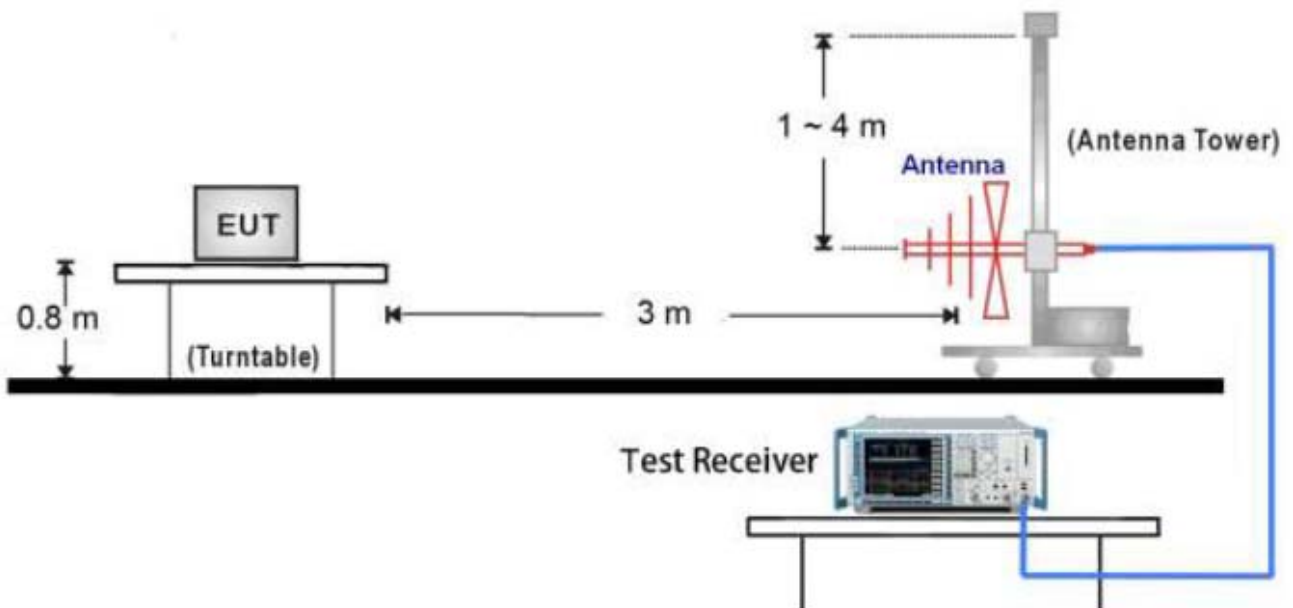 1 ~ 4 m
(Antenna Tower)
Antenna
EUT
0.8 m
3 m
(Turntable)
Test Receiver